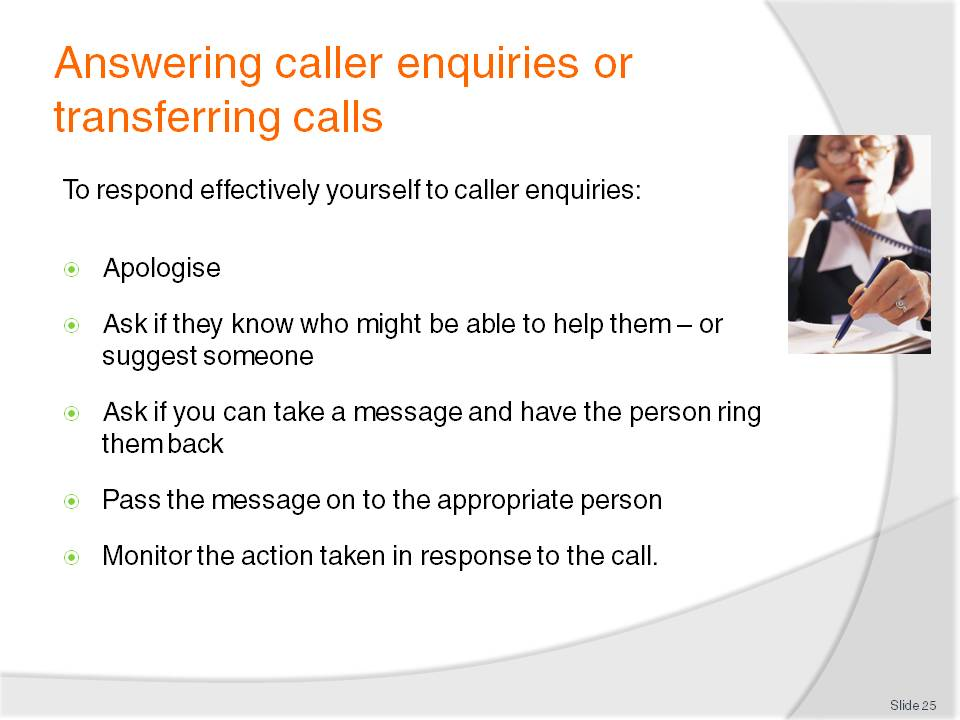 Answering caller enquiries or
transferring calls
To respond effectively yourself to caller enquiries:
Apologise
Ask if they know who might be able to help them – or
suggest someone
Ask if you can take a message and have the person ring
them back
Pass the message on to the appropriate person
Monitor the action taken in response to the call.
Slide 25